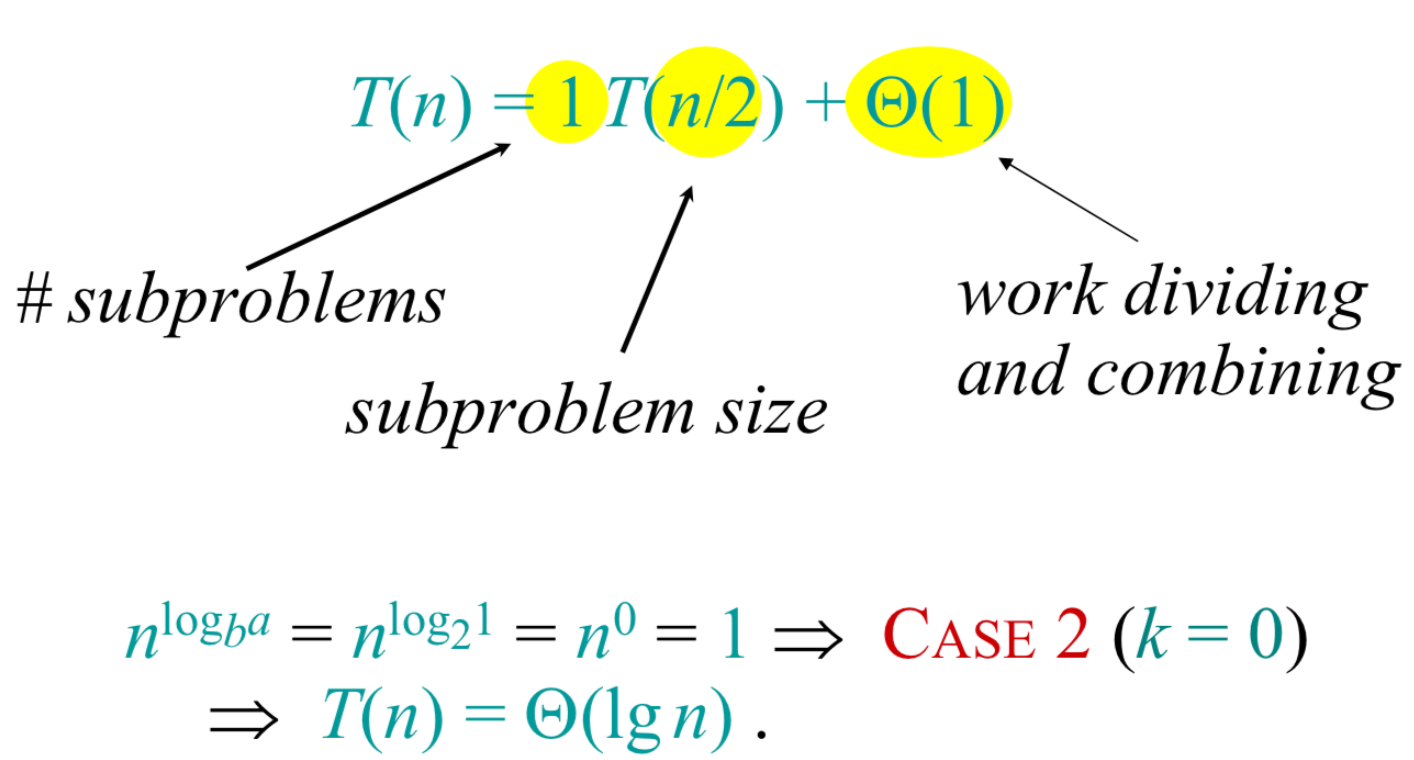 T(n) = 1 T(n/2) + Θ(1)
# subproblems
subproblem size
work dividing
and combining
n^{log_b a} = n^{log_2 1} = n^0 = 1 ⇒ CASE 2 (k = 0)
⇒ T(n) = Θ(lg n) .